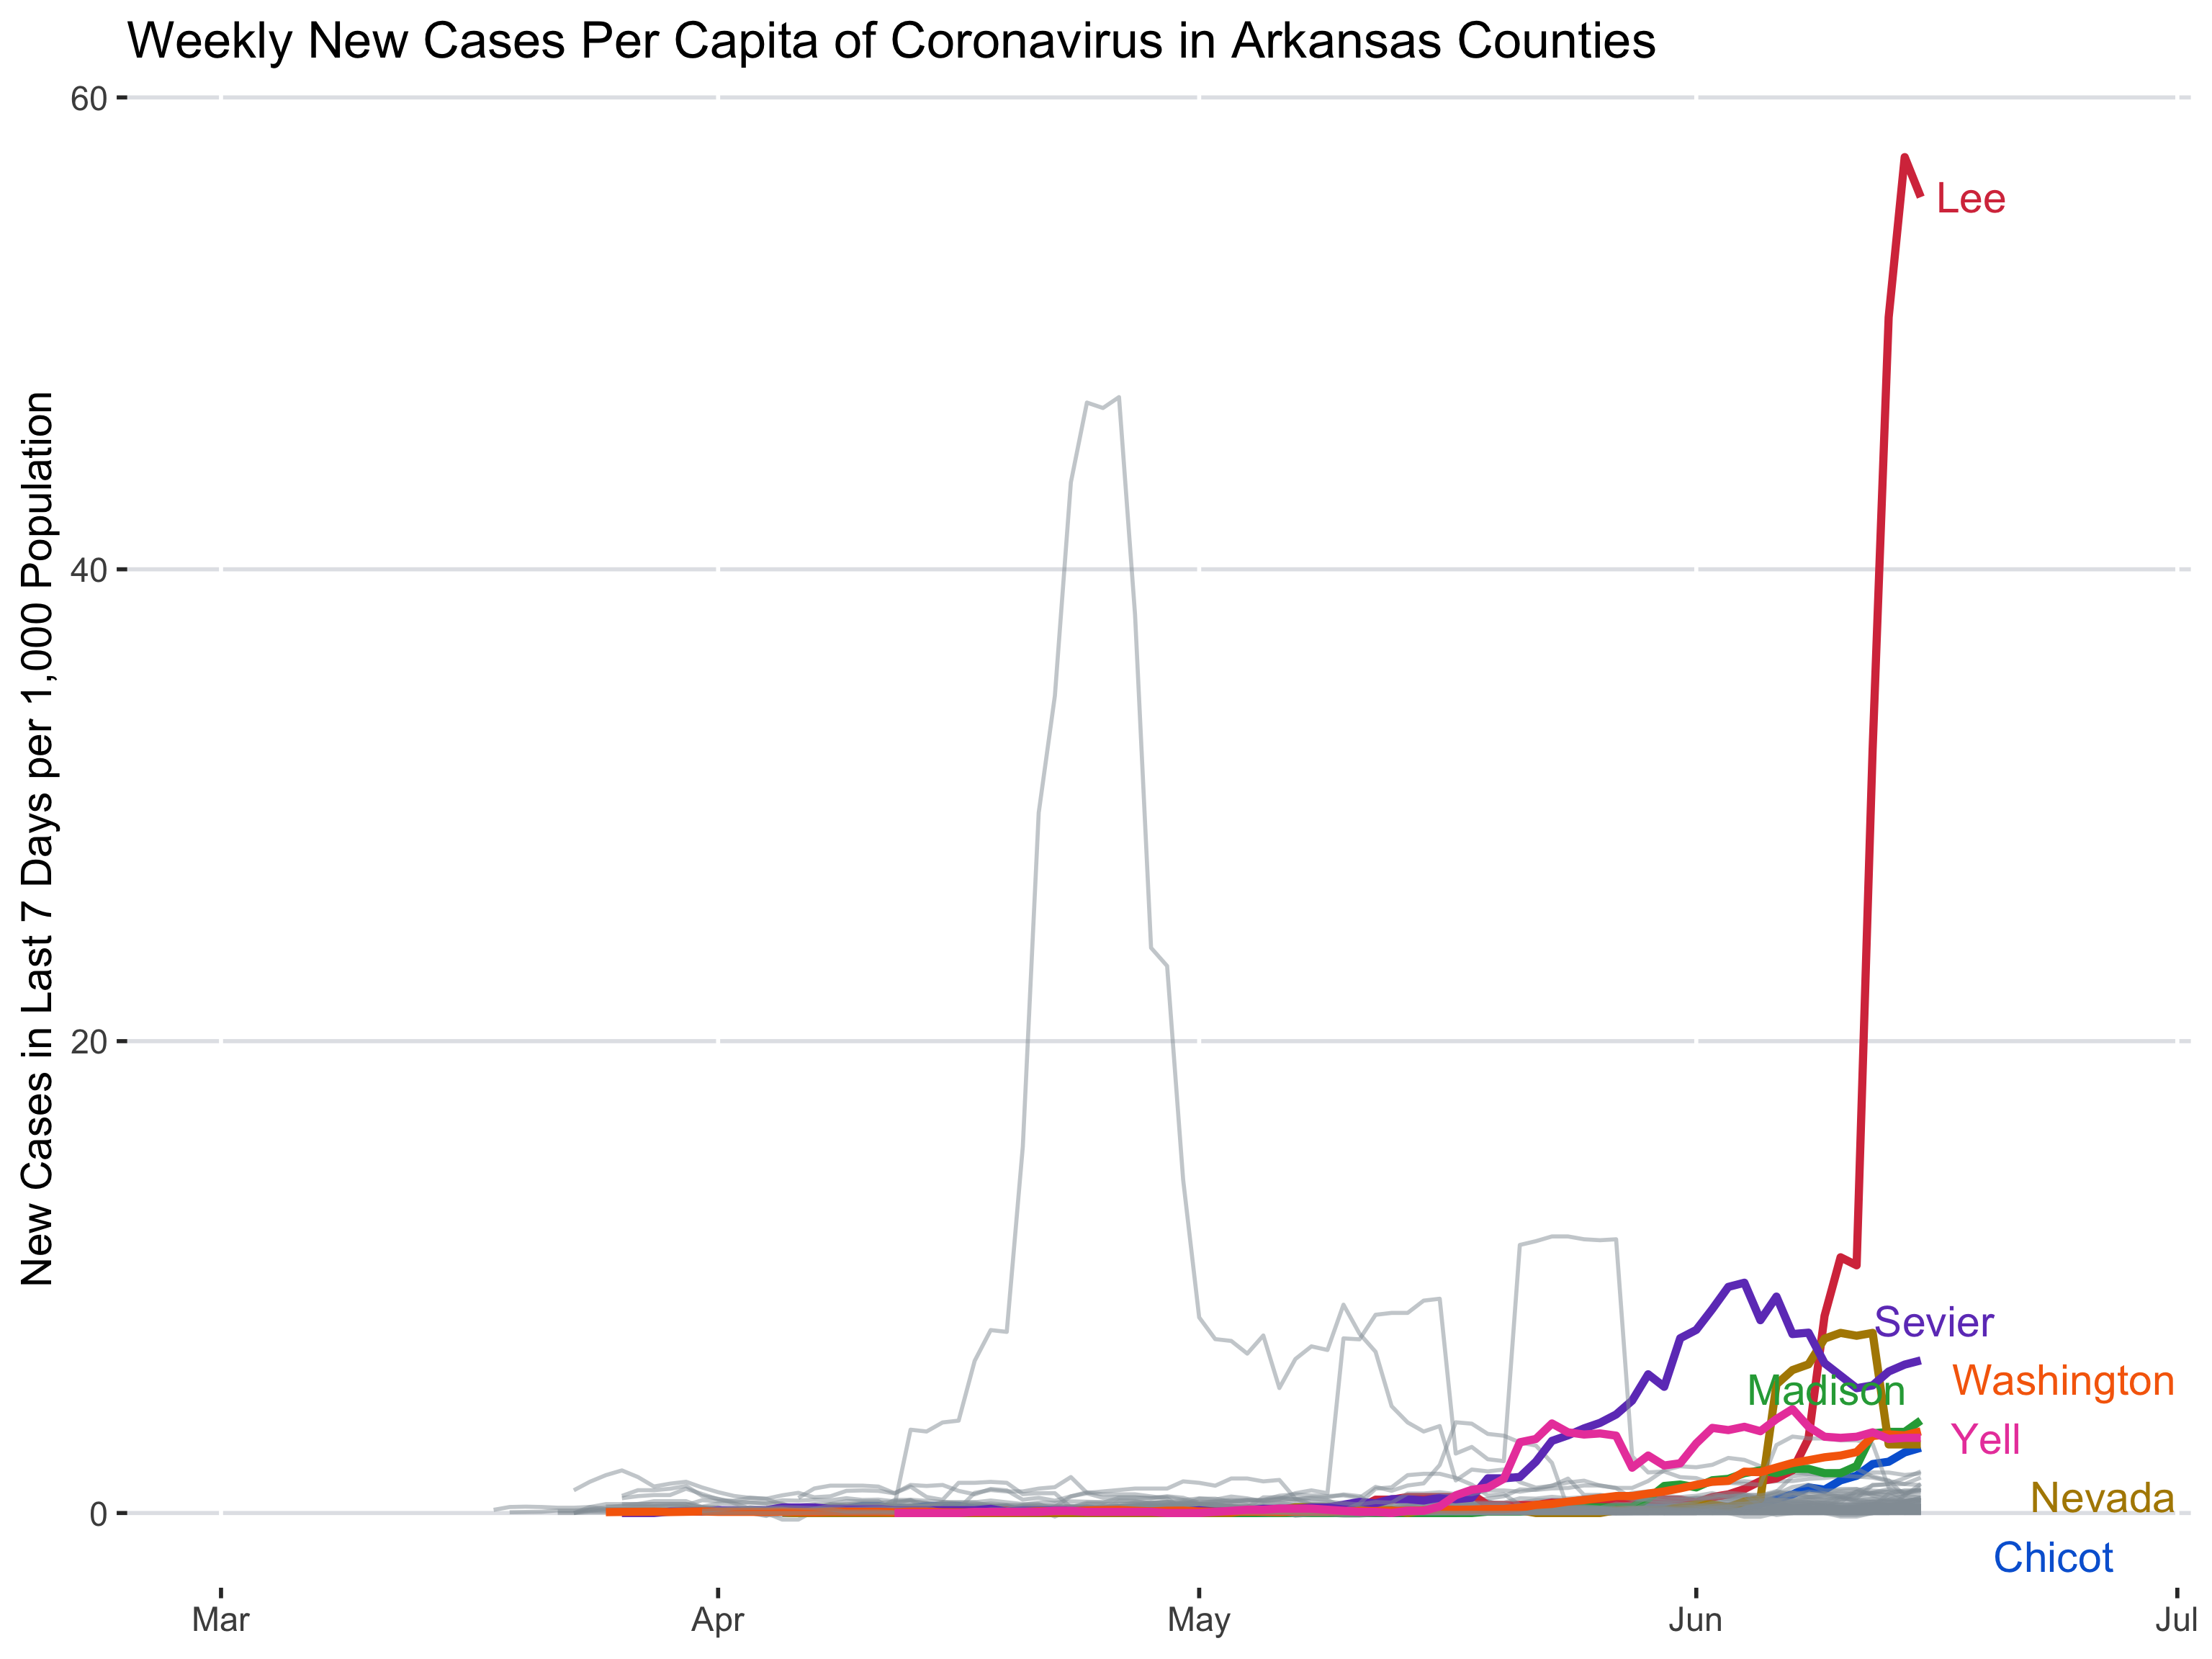 Weekly New Cases Per Capita of Coronavirus in Arkansas Counties
New Cases in Last 7 Days per 1,000 Population
60
40
20
0
Lee
Sevier
Washington
Madison
Yell
Nevada
Chicot
Mar
Apr
May
Jun
Jul